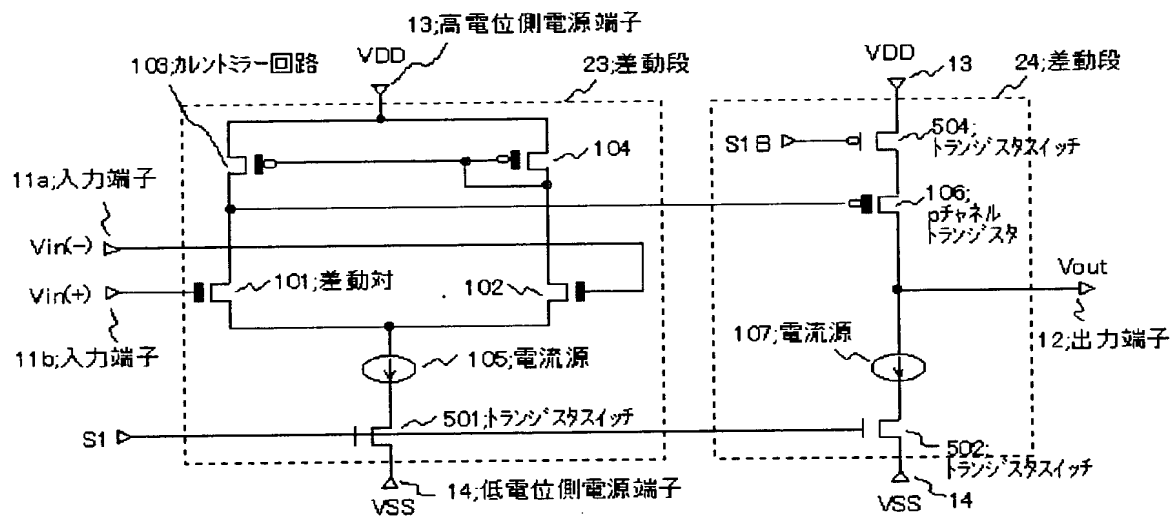 13;高電位側電源端子
VDD
103;カレントミラー回路
23;差動段
VDD
13
24;差動段
S1B
504;
トランジスタスイッチ
104
11a;入力端子
106;
pチャネル
トランジスタ
Vin(-)
Vin(+)
101;差動対
102
Vout
11b;入力端子
105;電流源
107;電流源
12;出力端子
S1
501;トランジスタスイッチ
502;
トランジスタスイッチ
VSS
14;低電位側電源端子
VSS
14